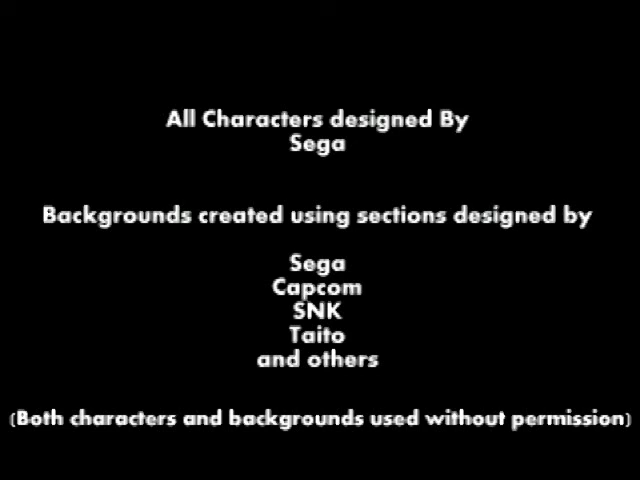 All Characters designed By
Sega
Backgrounds created using sections designed by
Sega
Capcom
SNK
Taito
and others
(Both characters and backgrounds used without permission)